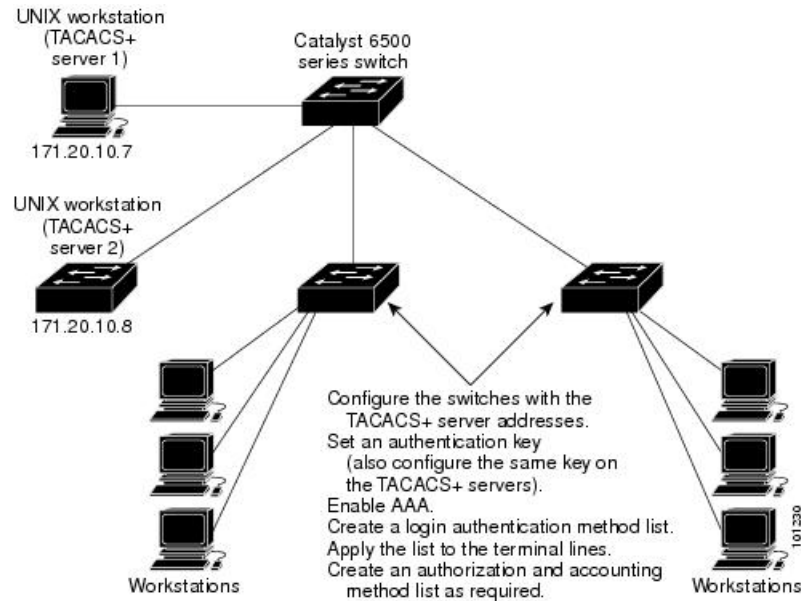 UNIX workstation
(TACACS+
server 1)
Catalyst 6500
series switch
171.20.10.7
UNIX workstation
(TACACS+
server 2)
171.20.10.8
Configure the switches with the
TACACS+ server addresses.
Set an authentication key
(also configure the same key on
the TACACS+ servers).
Enable AAA.
Create a login authentication method list.
Apply the list to the terminal lines.
Create an authorization and accounting
method list as required.
Workstations
Workstations
101230